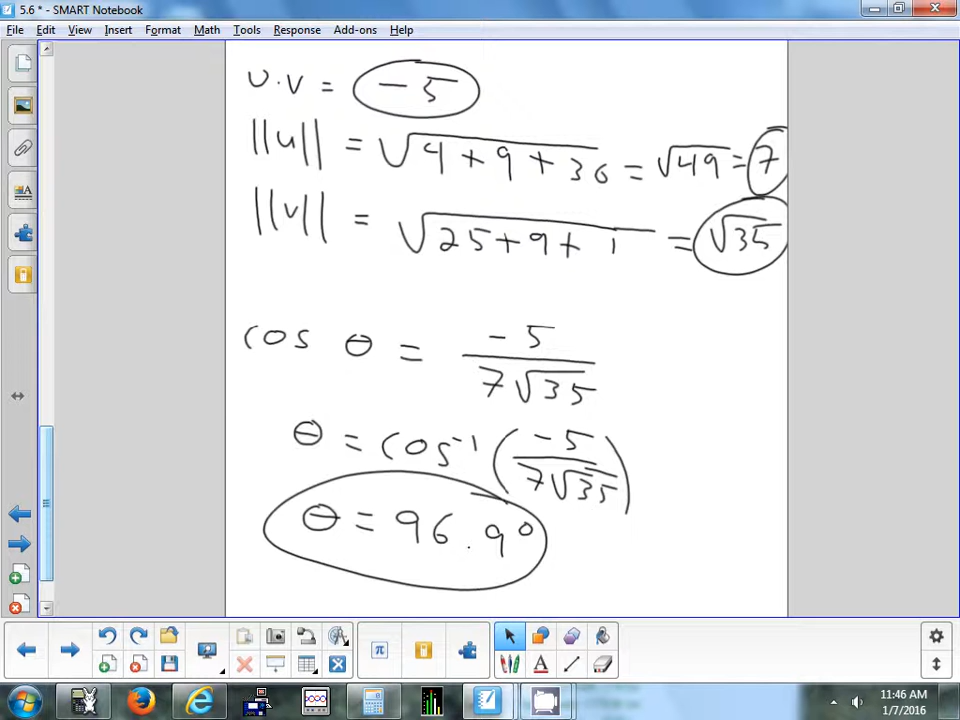 5.6 * - SMART Notebook
File Edit View Insert Format Math Tools Response Add-ons Help
u·v = -5
||u|| = √4+9+36 = √49 = 7
||v|| = √25+9+1 = √35
cos θ = -5 / 7√35
θ = cos⁻¹ (-5 / 7√35)
θ = 96.9°
11:46 AM
1/7/2016